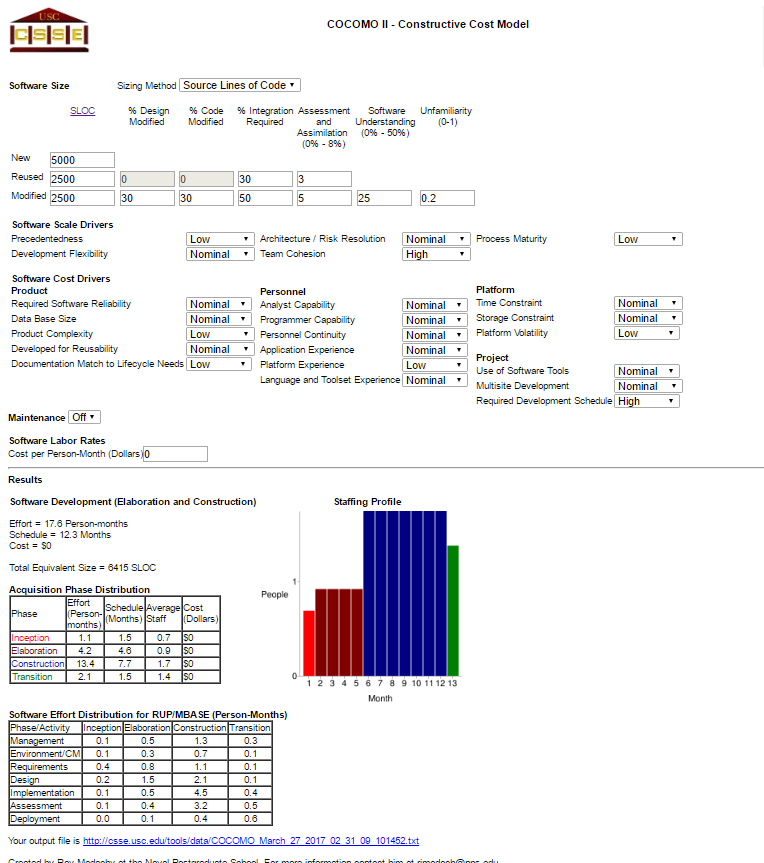 USC
C|S|S|E
COCOMO II - Constructive Cost Model
Software Size Sizing Method Source Lines of Code
SLOC % Design Modified % Code Modified % Integration Required Assessment and Assimilation (0% - 8%) Software Understanding (0% - 50%) Unfamiliarity (0-1)
New 5000
Reused 2500 0 0 30 3
Modified 2500 30 30 50 5 25 0.2
Software Scale Drivers
Precedentedness Low Architecture / Risk Resolution Nominal Process Maturity Low
Development Flexibility Nominal Team Cohesion High
Software Cost Drivers
Product
Required Software Reliability Nominal
Data Base Size Nominal
Product Complexity Low
Developed for Reusability Nominal
Documentation Match to Lifecycle Needs Low
Personnel
Analyst Capability Nominal
Programmer Capability Nominal
Personnel Continuity Nominal
Application Experience Nominal
Platform Experience Low
Language and Toolset Experience Nominal
Platform
Time Constraint Nominal
Storage Constraint Nominal
Platform Volatility Low
Project
Use of Software Tools Nominal
Multisite Development Nominal
Required Development Schedule High
Maintenance Off
Software Labor Rates
Cost per Person-Month (Dollars) 0
Results
Software Development (Elaboration and Construction)
Effort = 17.6 Person-months
Schedule = 12.3 Months
Cost = $0
Total Equivalent Size = 6415 SLOC
Acquisition Phase Distribution
Phase Effort (Person-months) Schedule (Months) Average Staff Cost (Dollars)
Inception 1.1 1.5 0.7 $0
Elaboration 4.2 4.6 0.9 $0
Construction 13.4 7.7 1.7 $0
Transition 2.1 1.5 1.4 $0
Staffing Profile
People
1
0
1 2 3 4 5 6 7 8 9 10 11 12 13
Month
Software Effort Distribution for RUP/MBASE (Person-Months)
Phase/Activity Inception Elaboration Construction Transition
Management 0.1 0.5 1.3 0.3
Environment/CM 0.1 0.3 0.7 0.1
Requirements 0.4 0.8 1.1 0.1
Design 0.2 1.5 2.1 0.1
Implementation 0.1 0.5 4.5 0.4
Assessment 0.1 0.4 3.2 0.5
Deployment 0.0 0.1 0.4 0.6
Your output file is http://csse.usc.edu/tools/data/COCOMO_March_27_2017_02_31_09_101452.txt
Created by Ray Madachy at the Naval Postgraduate School. For more information contact him at rjmadach@nps.edu